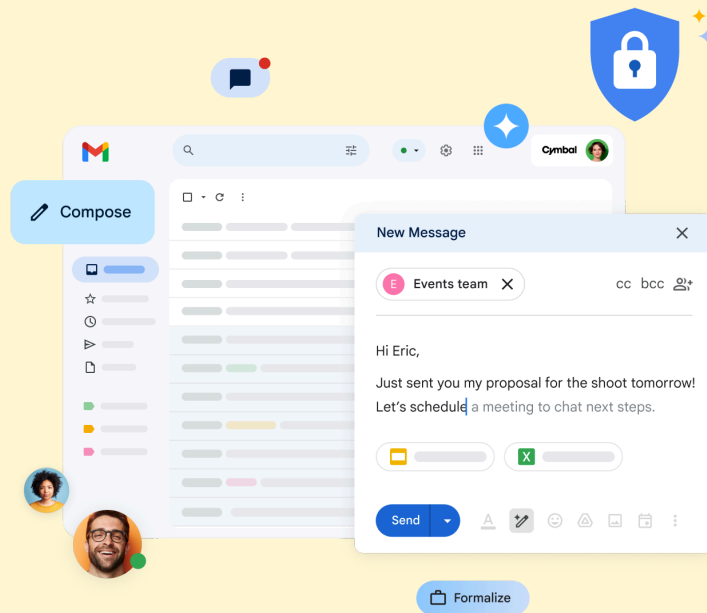 Cymbal
Compose
New Message
E Events team cc bcc
Hi Eric,
Just sent you my proposal for the shoot tomorrow!
Let's schedule a meeting to chat next steps.
X
Send A
Formalize